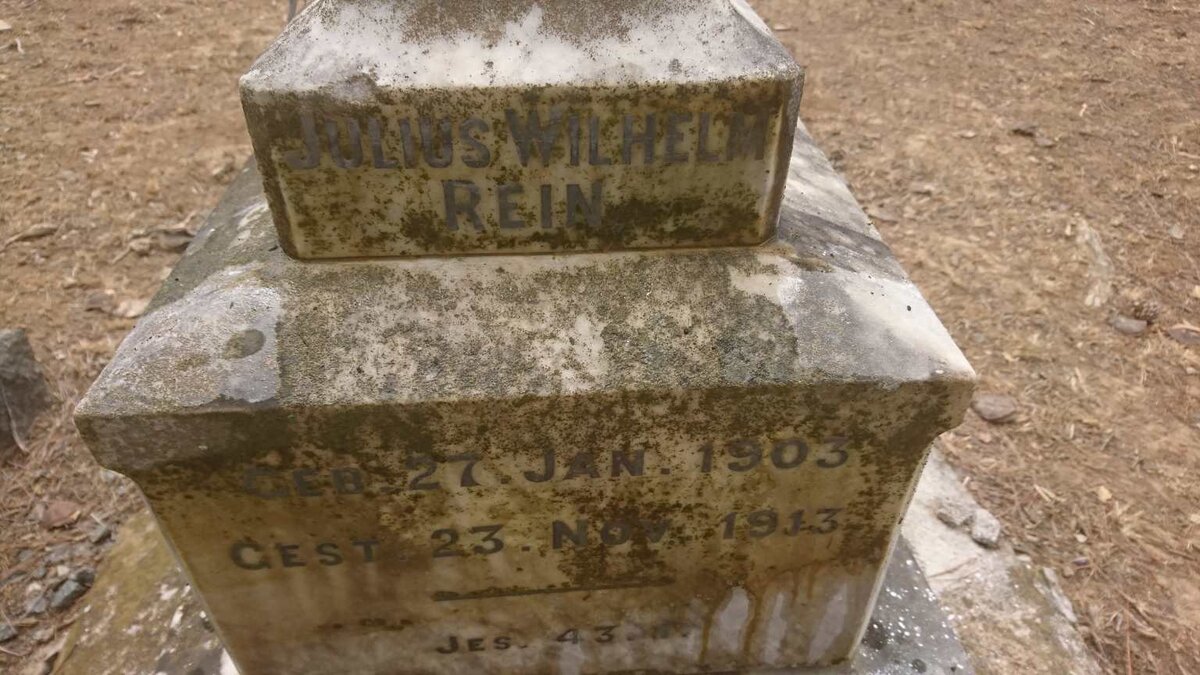 JULIUS WILHELM
REIN
GEB. 27. JAN. 1903
GEST. 23. NOV. 1913
JES. 43.